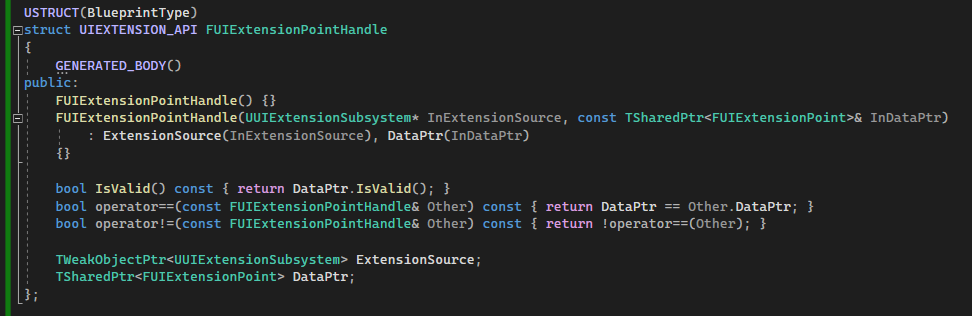 USTRUCT(BlueprintType)
struct UIEXTENSION_API FUIExtensionPointHandle
{
    GENERATED_BODY()
public:
    FUIExtensionPointHandle() {}
    FUIExtensionPointHandle(UUIExtensionSubsystem* InExtensionSource, const TSharedPtr<FUIExtensionPoint>& InDataPtr)
        : ExtensionSource(InExtensionSource), DataPtr(InDataPtr)
    {}

    bool IsValid() const { return DataPtr.IsValid(); }
    bool operator==(const FUIExtensionPointHandle& Other) const { return DataPtr == Other.DataPtr; }
    bool operator!=(const FUIExtensionPointHandle& Other) const { return !operator==(Other); }

    TWeakObjectPtr<UUIExtensionSubsystem> ExtensionSource;
    TSharedPtr<FUIExtensionPoint> DataPtr;
};